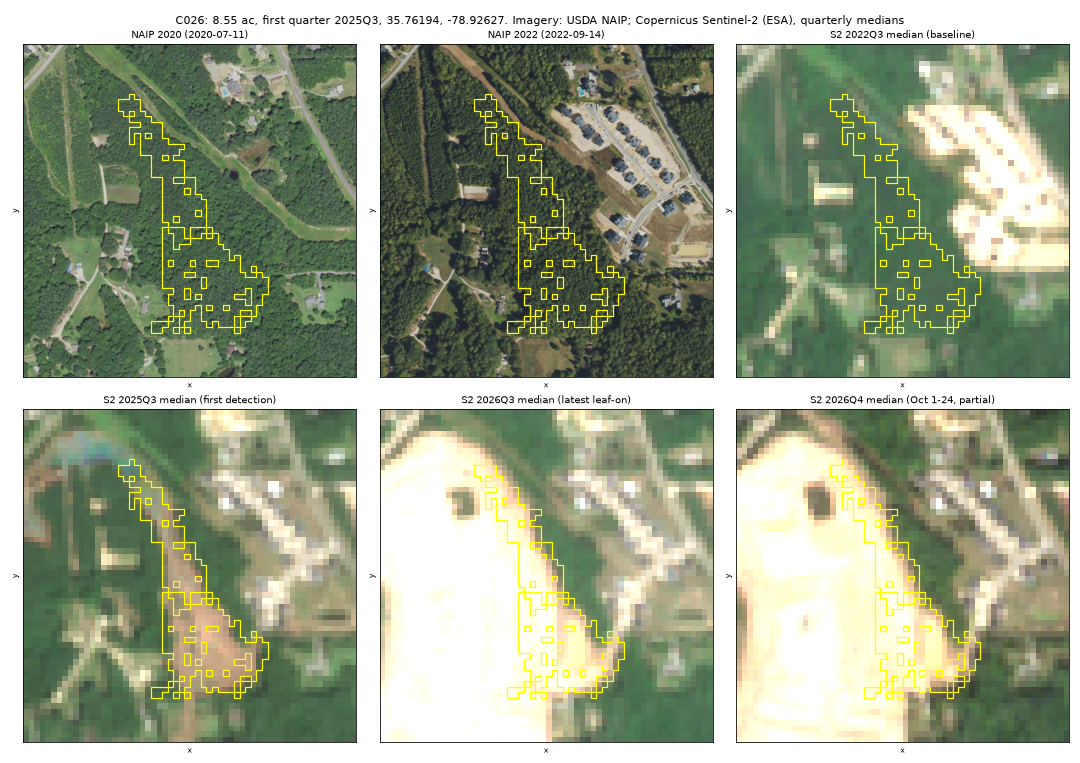 C026: 8.55 ac, first quarter 2025Q3, 35.76194, -78.92627. Imagery: USDA NAIP; Copernicus Sentinel-2 (ESA), quarterly medians
NAIP 2020 (2020-07-11)
NAIP 2022 (2022-09-14)
S2 2022Q3 median (baseline)
y
x
y
x
y
x
S2 2025Q3 median (first detection)
S2 2026Q3 median (latest leaf-on)
S2 2026Q4 median (Oct 1-24, partial)
y
x
y
x
y
x